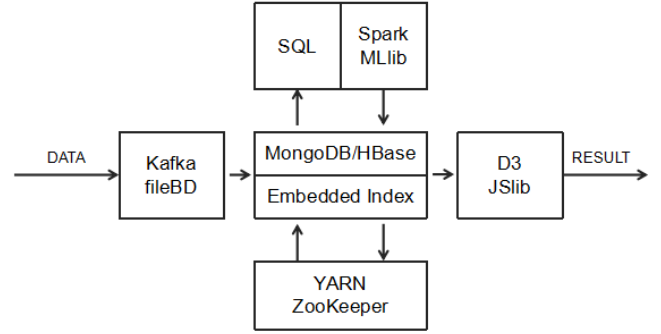 SQL
Spark
MLlib
DATA
Kafka
fileBD
MongoDB/HBase
Embedded Index
D3
JSlib
RESULT
YARN
ZooKeeper